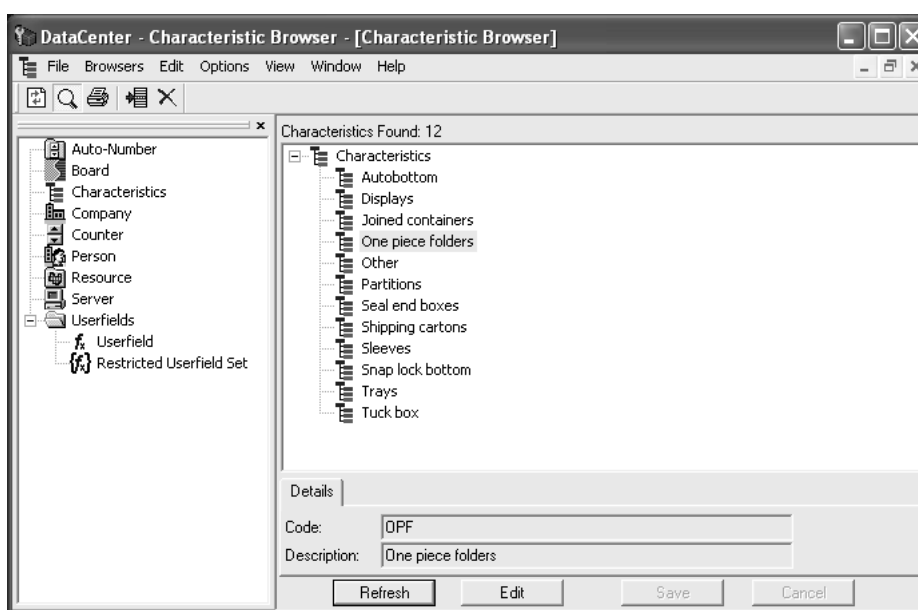 DataCenter - Characteristic Browser - [Characteristic Browser]
File Browsers Edit Options View Window Help
Auto-Number
Board
Characteristics
Company
Counter
Person
Resource
Server
Userfields
fx Userfield
{fx} Restricted Userfield Set
Characteristics Found: 12
Characteristics
Autobottom
Displays
Joined containers
One piece folders
Other
Partitions
Seal end boxes
Shipping cartons
Sleeves
Snap lock bottom
Trays
Tuck box
Details
Code: OPF
Description: One piece folders
Refresh Edit Save Cancel